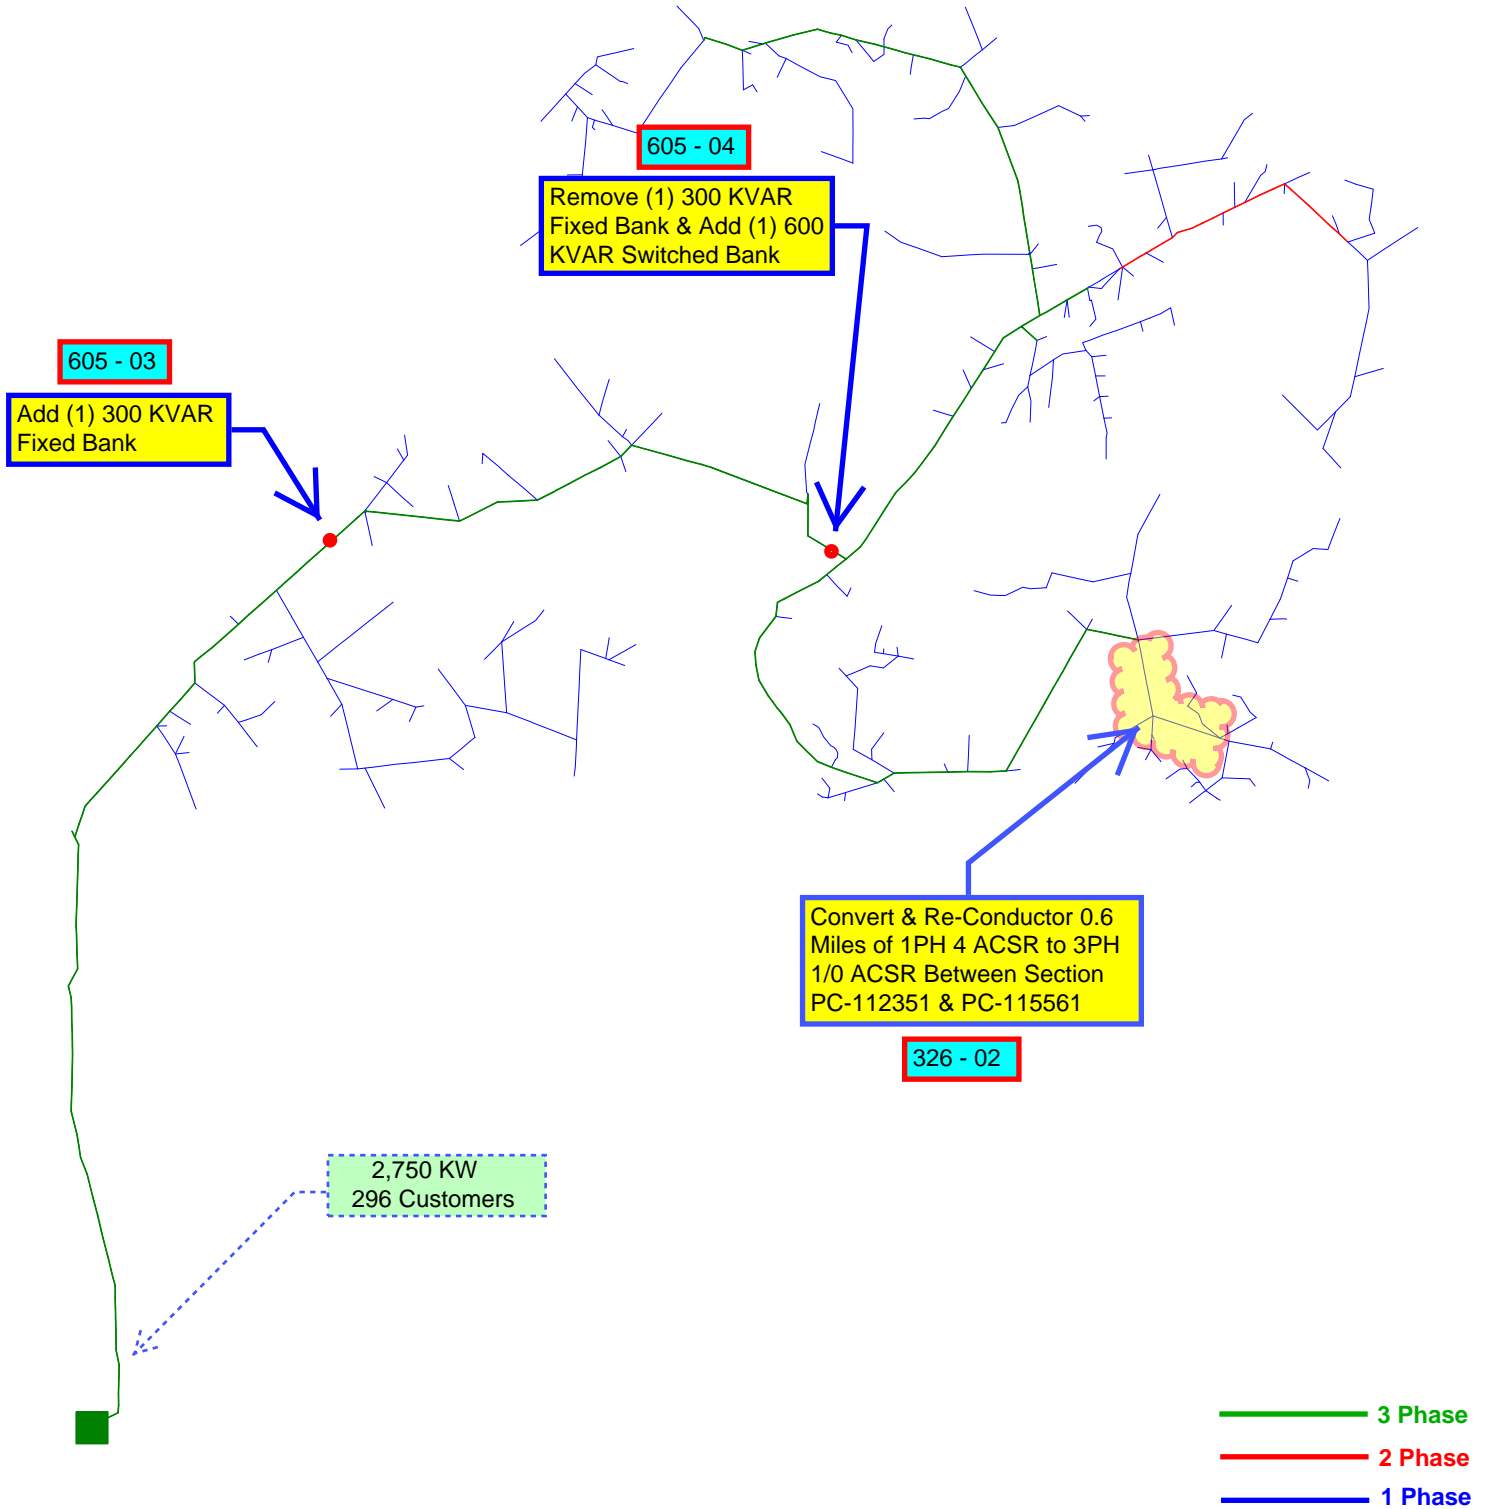 605 - 04
Remove (1) 300 KVAR
Fixed Bank & Add (1) 600
KVAR Switched Bank
605 - 03
Add (1) 300 KVAR
Fixed Bank
Convert & Re-Conductor 0.6
Miles of 1PH 4 ACSR to 3PH
1/0 ACSR Between Section
PC-112351 & PC-115561
326 - 02
2,750 KW
296 Customers
3 Phase
2 Phase
1 Phase